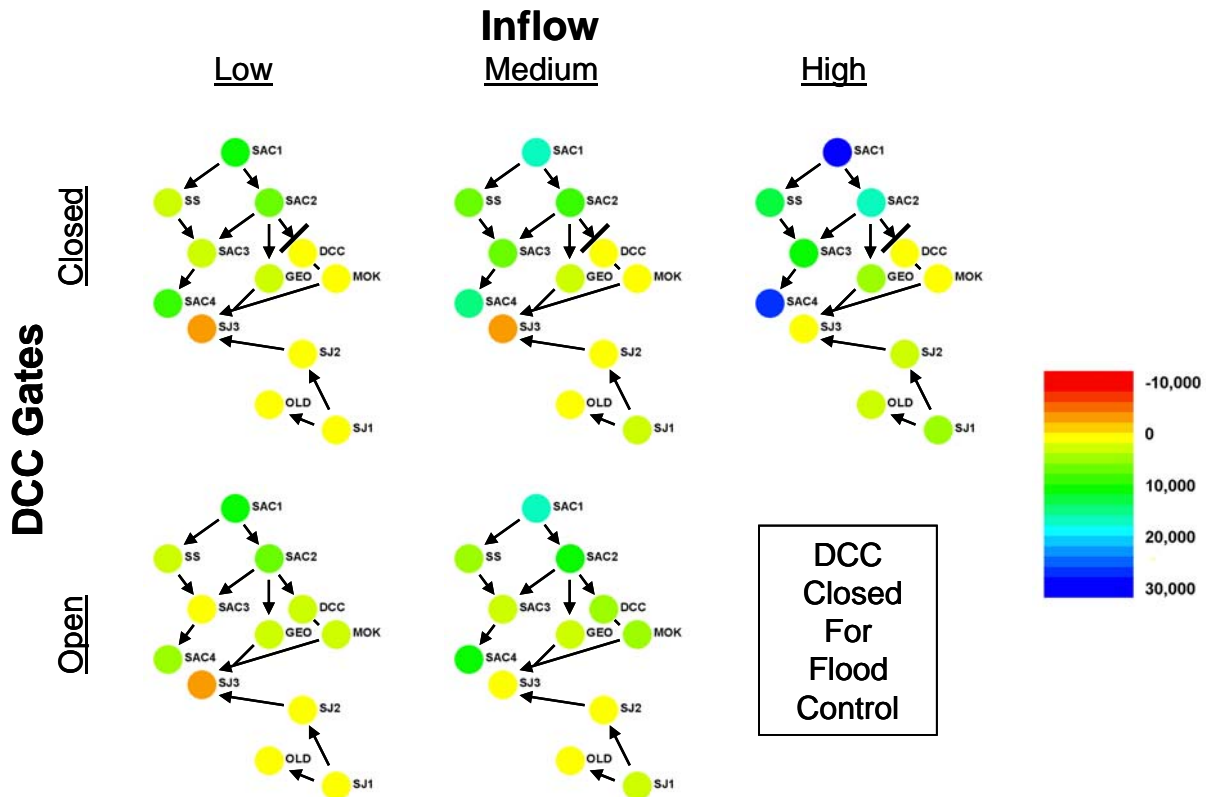 Inflow
Low
Medium
High
DCC Gates
Closed
SAC1
SS
SAC2
SAC3
DCC
GEO
MOK
SAC4
SJ3
SJ2
OLD
SJ1
SAC1
SS
SAC2
SAC3
DCC
GEO
MOK
SAC4
SJ3
SJ2
OLD
SJ1
SAC1
SS
SAC2
SAC3
DCC
GEO
MOK
SAC4
SJ3
SJ2
OLD
SJ1
Open
SAC1
SS
SAC2
SAC3
DCC
GEO
MOK
SAC4
SJ3
SJ2
OLD
SJ1
SAC1
SS
SAC2
SAC3
DCC
GEO
MOK
SAC4
SJ3
SJ2
OLD
SJ1
DCC
Closed
For
Flood
Control
-10,000
0
10,000
20,000
30,000